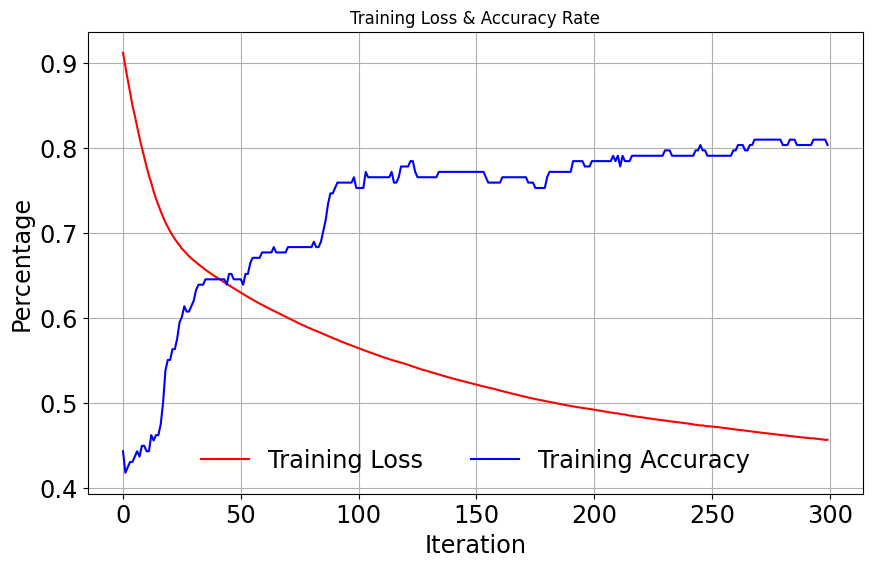 Training Loss & Accuracy Rate
Percentage
0.9
0.8
0.7
0.6
0.5
0.4
Training Loss
Training Accuracy
0 50 100 150 200 250 300
Iteration